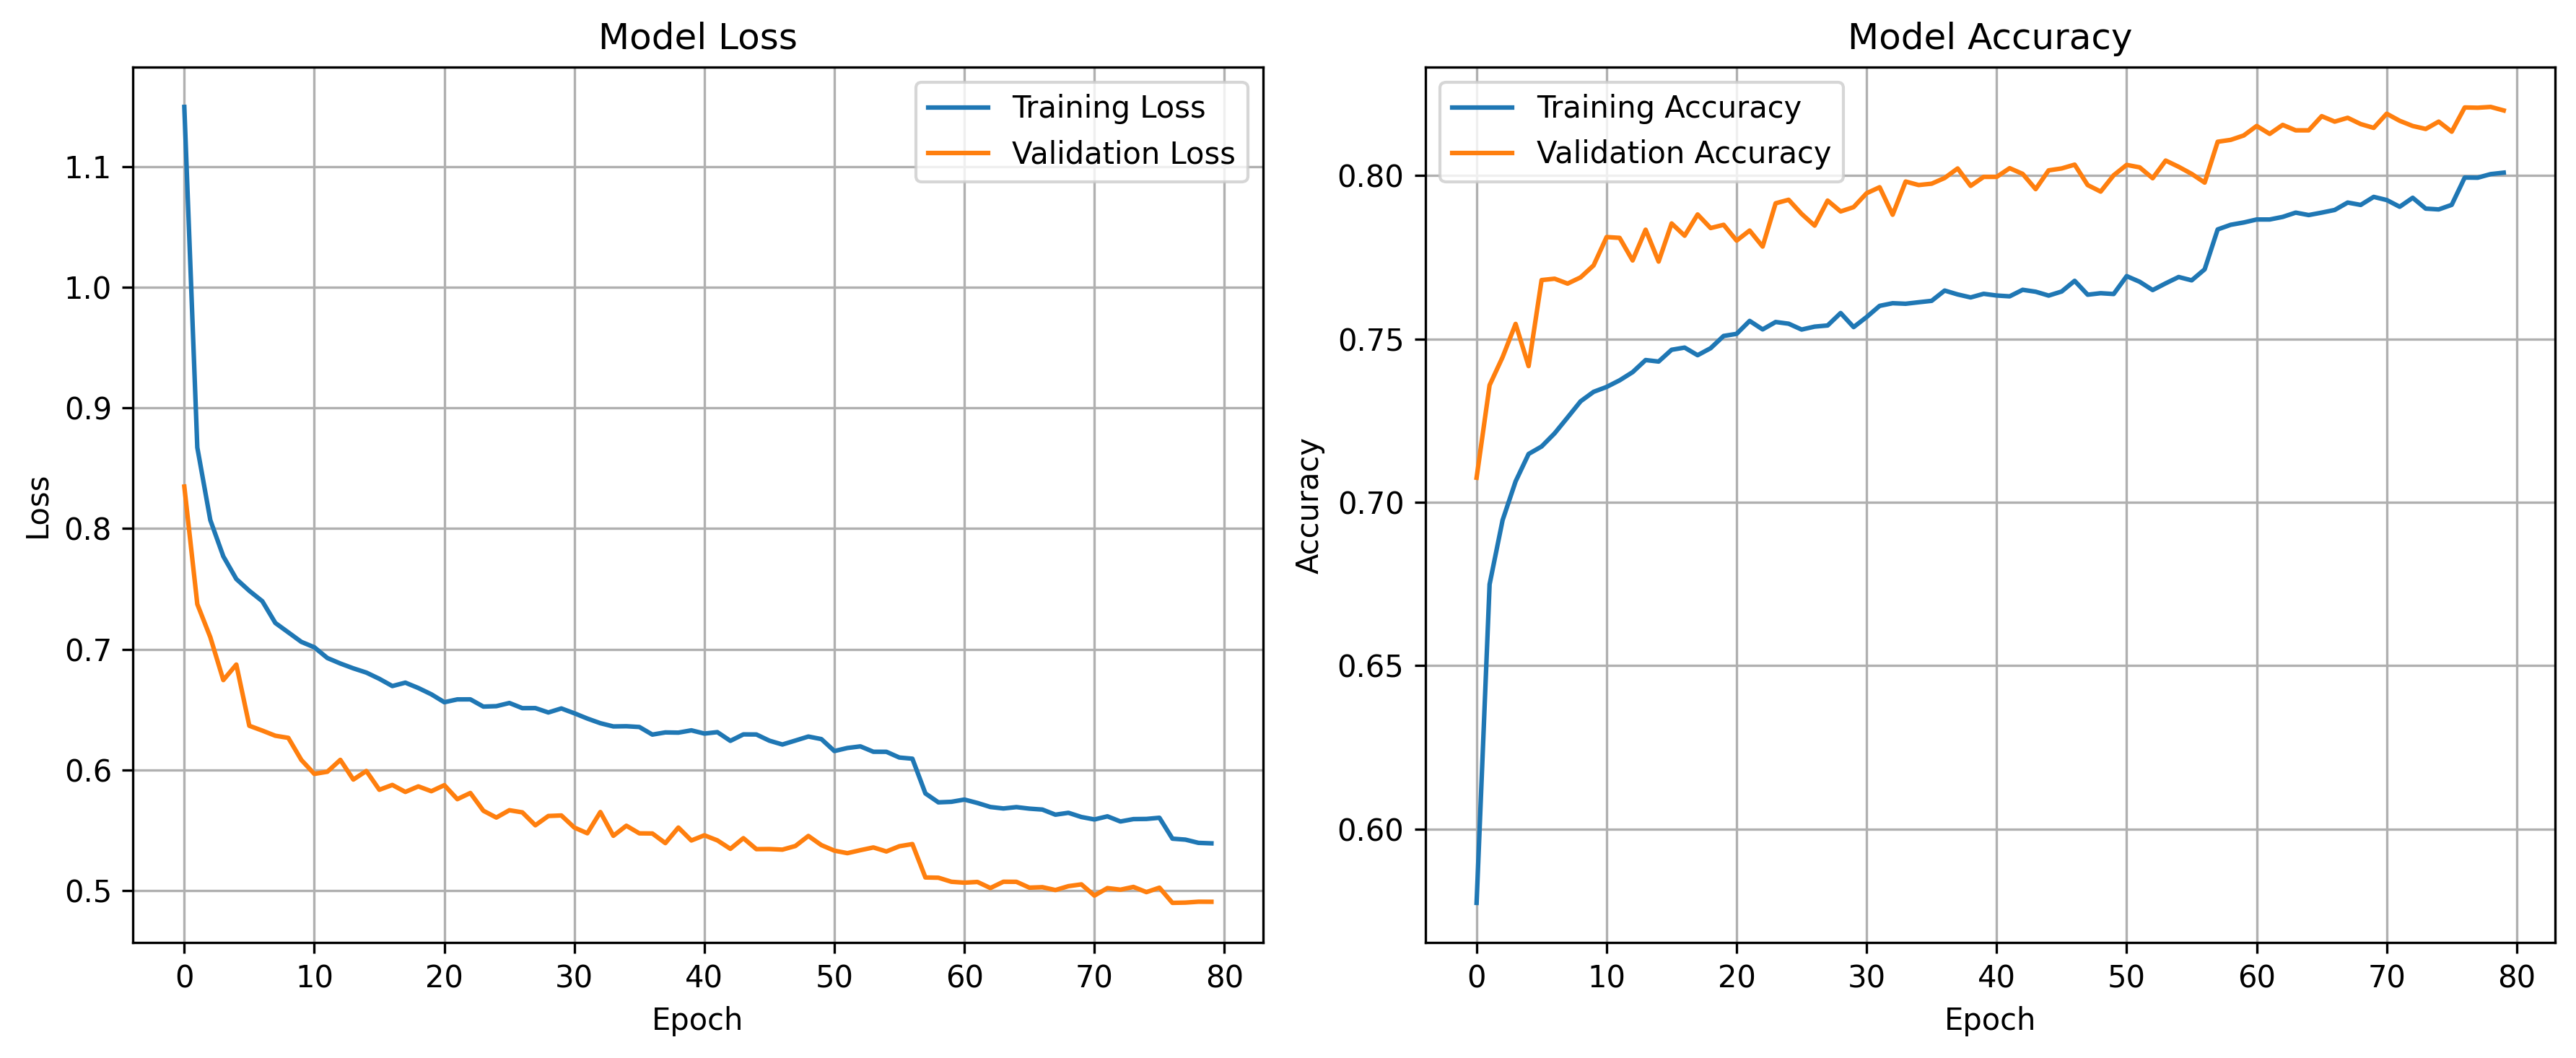 Model Loss
Training Loss
Validation Loss
1.1
1.0
0.9
0.8
0.7
0.6
0.5
Loss
0 10 20 30 40 50 60 70 80
Epoch
Model Accuracy
Training Accuracy
Validation Accuracy
0.80
0.75
0.70
0.65
0.60
Accuracy
0 10 20 30 40 50 60 70 80
Epoch